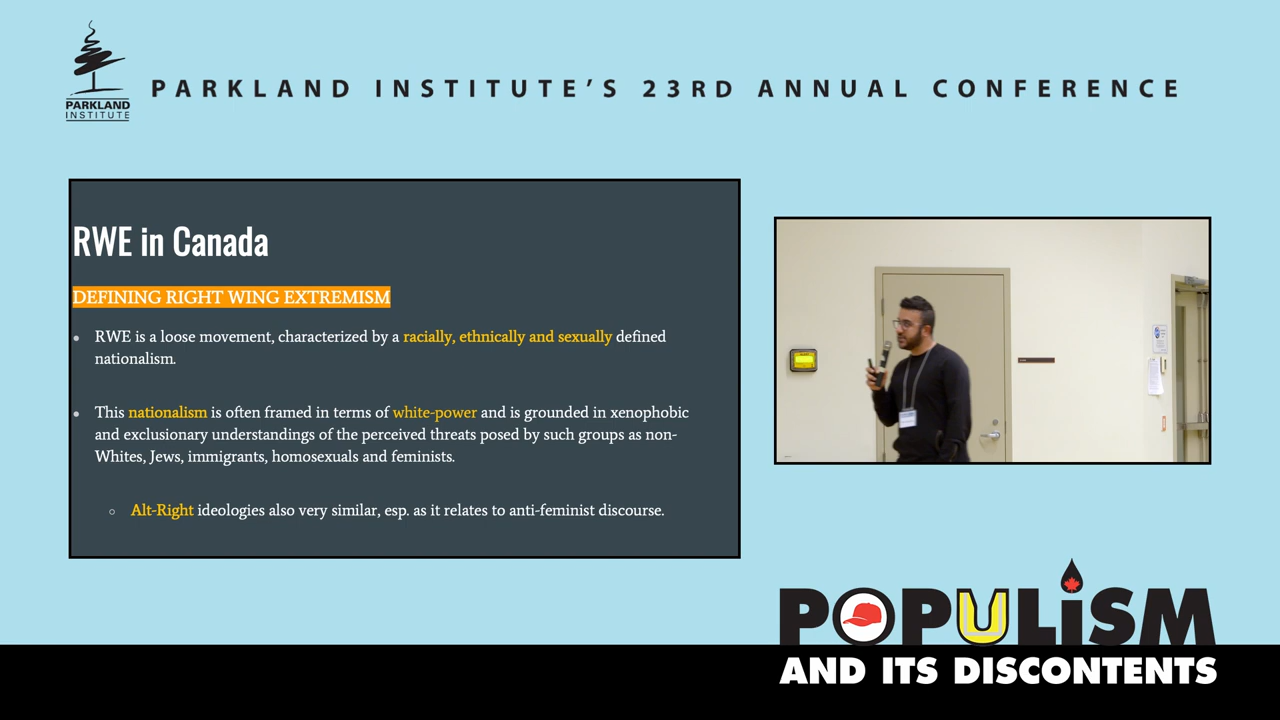 PARKLAND
INSTITUTE
PARKLAND INSTITUTE'S 23RD ANNUAL CONFERENCE
RWE in Canada
DEFINING RIGHT WING EXTREMISM
• RWE is a loose movement, characterized by a racially, ethnically and sexually defined
nationalism.
• This nationalism is often framed in terms of white-power and is grounded in xenophobic
and exclusionary understandings of the perceived threats posed by such groups as non-
Whites, Jews, immigrants, homosexuals and feminists.
○ Alt-Right ideologies also very similar, esp. as it relates to anti-feminist discourse.
POPULiSM
AND ITS DISCONTENTS